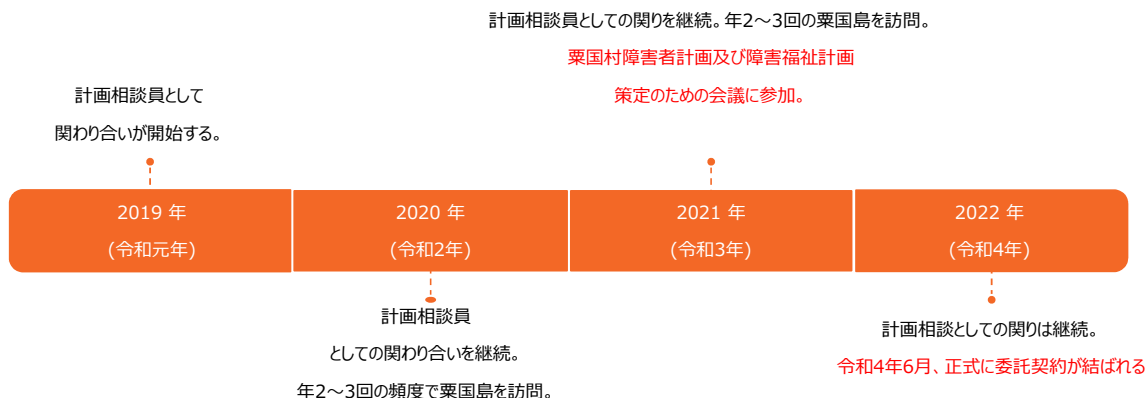 計画相談員としての関りを継続。年2～3回の粟国島を訪問。
粟国村障害者計画及び障害福祉計画
策定のための会議に参加。
計画相談員として
関わり合いが開始する。
2019 年
(令和元年)
2020 年
(令和2年)
2021 年
(令和3年)
2022 年
(令和4年)
計画相談員
としての関わり合いを継続。
年2～3回の頻度で粟国島を訪問。
計画相談としての関りは継続。
令和4年6月、正式に委託契約が結ばれる